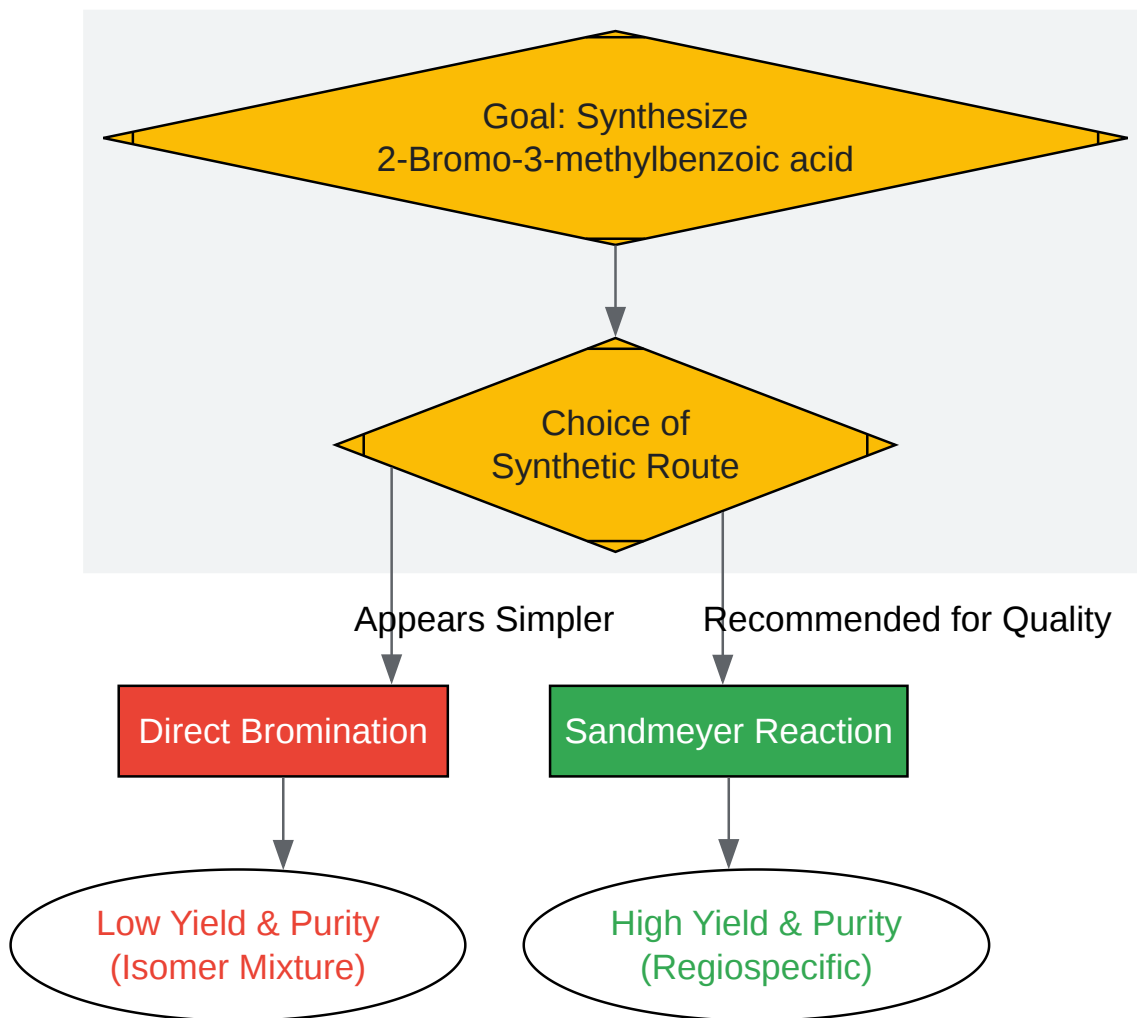 Goal: Synthesize
2-Bromo-3-methylbenzoic acid
Choice of
Synthetic Route
Appears Simpler
Recommended for Quality
Direct Bromination
Sandmeyer Reaction
Low Yield & Purity
(Isomer Mixture)
High Yield & Purity
(Regiospecific)